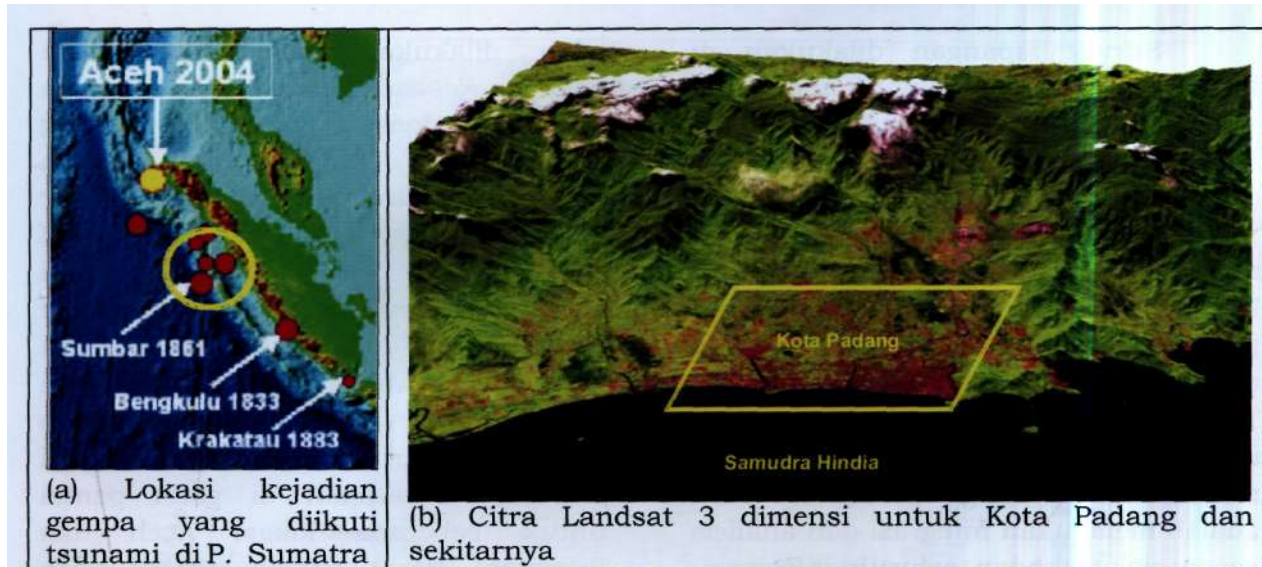 Aceh 2004
Sumbar 1861
Bengkulu 1833
Krakatau 1883
(a) Lokasi kejadian
gempa yang diikuti
tsunami di P. Sumatra
Kota Padang
Samudra Hindia
(b) Citra Landsat 3 dimensi untuk Kota Padang dan
sekitarnya